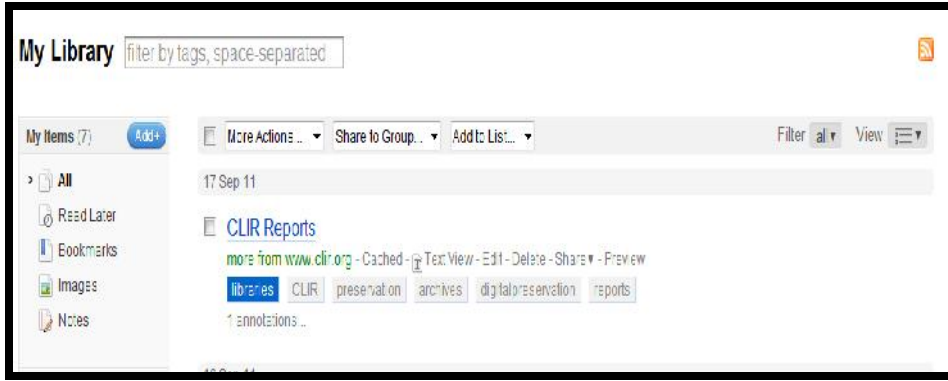 My Library filter by tags, space-separated
My Items (7) Add+ More Actions... Share to Group... Add to List... Filter all View
All
Read Later
Bookmarks
Images
Notes
17 Sep 11
CLIR Reports
more from www.clir.org - Cached - Text View - Edit - Delete - Share - Preview
libraries CLIR preservation archives digitalpreservation reports
1 annotations...
Sep 11